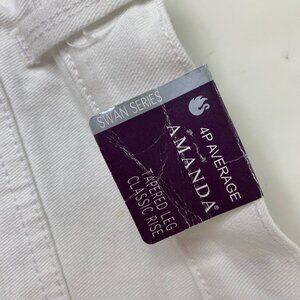 SWAN SERIES
4P AVERAGE
AMANDA®
TAPERED LEG
CLASSIC RISE